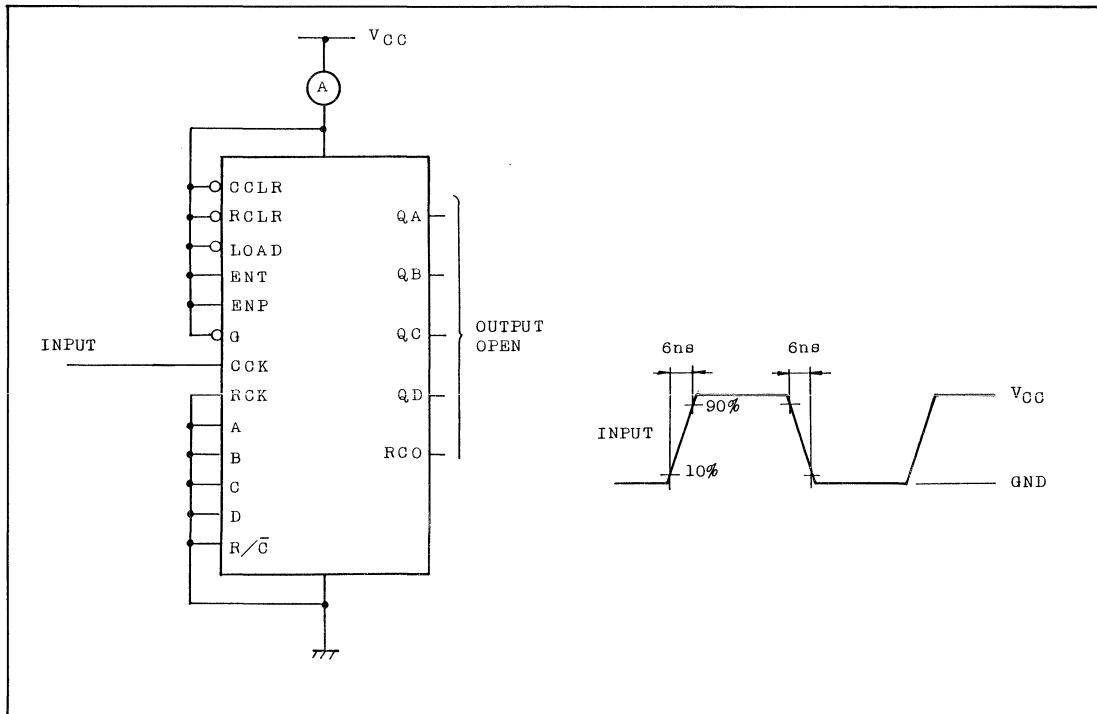 VCC
A
CCLR
RCLR
LOAD
ENT
ENP
G
INPUT
CCK
RCK
A
B
C
D
R/C̅
QA
QB
QC
QD
RCO
OUTPUT
OPEN
6ns 6ns
INPUT
90%
10%
VCC
GND